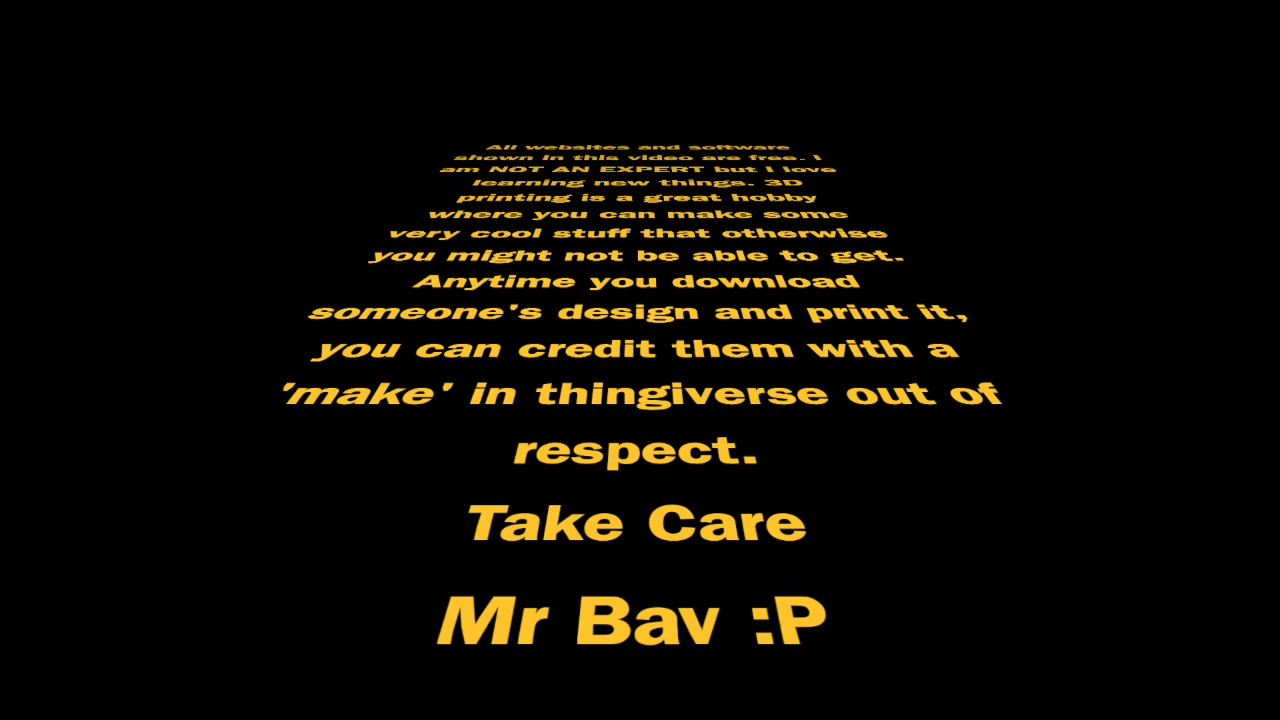 All websites and software
shown in this video are free. I
am NOT AN EXPERT but I love
learning new things. 3D
printing is a great hobby
where you can make some
very cool stuff that otherwise
you might not be able to get.
Anytime you download
someone's design and print it,
you can credit them with a
'make' in thingiverse out of
respect.
Take Care
Mr Bav :P